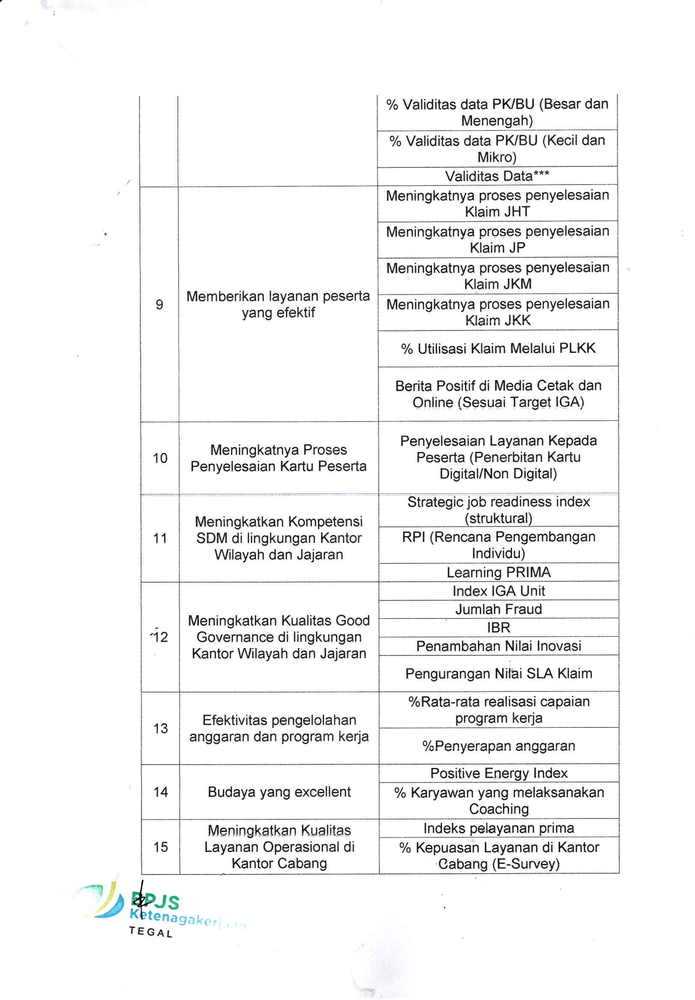 % Validitas data PK/BU (Besar dan
Menengah)
% Validitas data PK/BU (Kecil dan
Mikro)
Validitas Data***
9
Memberikan layanan peserta
yang efektif
Meningkatnya proses penyelesaian
Klaim JHT
Meningkatnya proses penyelesaian
Klaim JP
Meningkatnya proses penyelesaian
Klaim JKM
Meningkatnya proses penyelesaian
Klaim JKK
% Utilisasi Klaim Melalui PLKK
Berita Positif di Media Cetak dan
Online (Sesuai Target IGA)
10
Meningkatnya Proses
Penyelesaian Kartu Peserta
Penyelesaian Layanan Kepada
Peserta (Penerbitan Kartu
Digital/Non Digital)
11
Meningkatkan Kompetensi
SDM di lingkungan Kantor
Wilayah dan Jajaran
Strategic job readiness index
(struktural)
RPI (Rencana Pengembangan
Individu)
Learning PRIMA
12
Meningkatkan Kualitas Good
Governance di lingkungan
Kantor Wilayah dan Jajaran
Index IGA Unit
Jumlah Fraud
IBR
Penambahan Nilai Inovasi
Pengurangan Nilai SLA Klaim
13
Efektivitas pengelolahan
anggaran dan program kerja
%Rata-rata realisasi capaian
program kerja
%Penyerapan anggaran
14
Budaya yang excellent
Positive Energy Index
% Karyawan yang melaksanakan
Coaching
15
Meningkatkan Kualitas
Layanan Operasional di
Kantor Cabang
Indeks pelayanan prima
% Kepuasan Layanan di Kantor
Cabang (E-Survey)
BPJS
Ketenagakerjaan
TEGAL